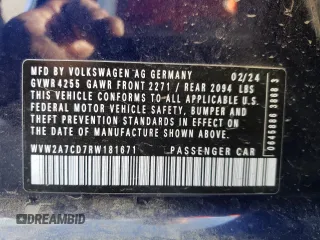 MFD BY VOLKSWAGEN AG GERMANY 02/24
GVWR4255 GAWR FRONT 2271 / REAR 2094 LBS
THIS VEHICLE CONFORMS TO ALL APPLICABLE U.S.
FEDERAL MOTOR VEHICLE SAFETY, BUMPER AND
THEFT PREVENTION STANDARDS IN EFFECT ON THE
DATE OF MANUFACTURE SHOWN ABOVE.
WVW2A7CD7RW181671 PASSENGER CAR
DREAMBID